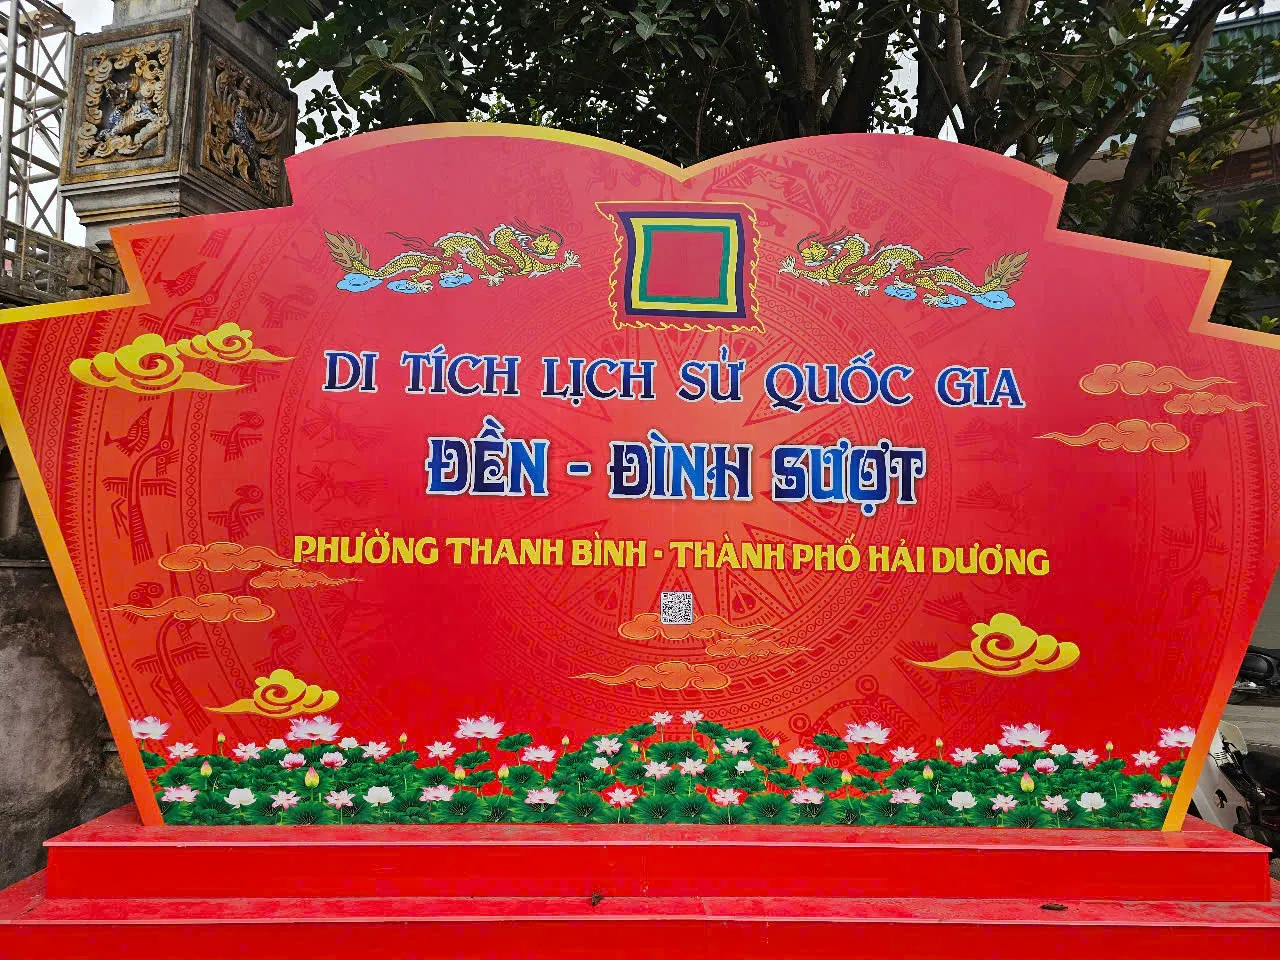 DI TÍCH LỊCH SỬ QUỐC GIA
ĐỀN - ĐÌNH SƯỢT
PHƯỜNG THANH BÌNH - THÀNH PHỐ HẢI DƯƠNG